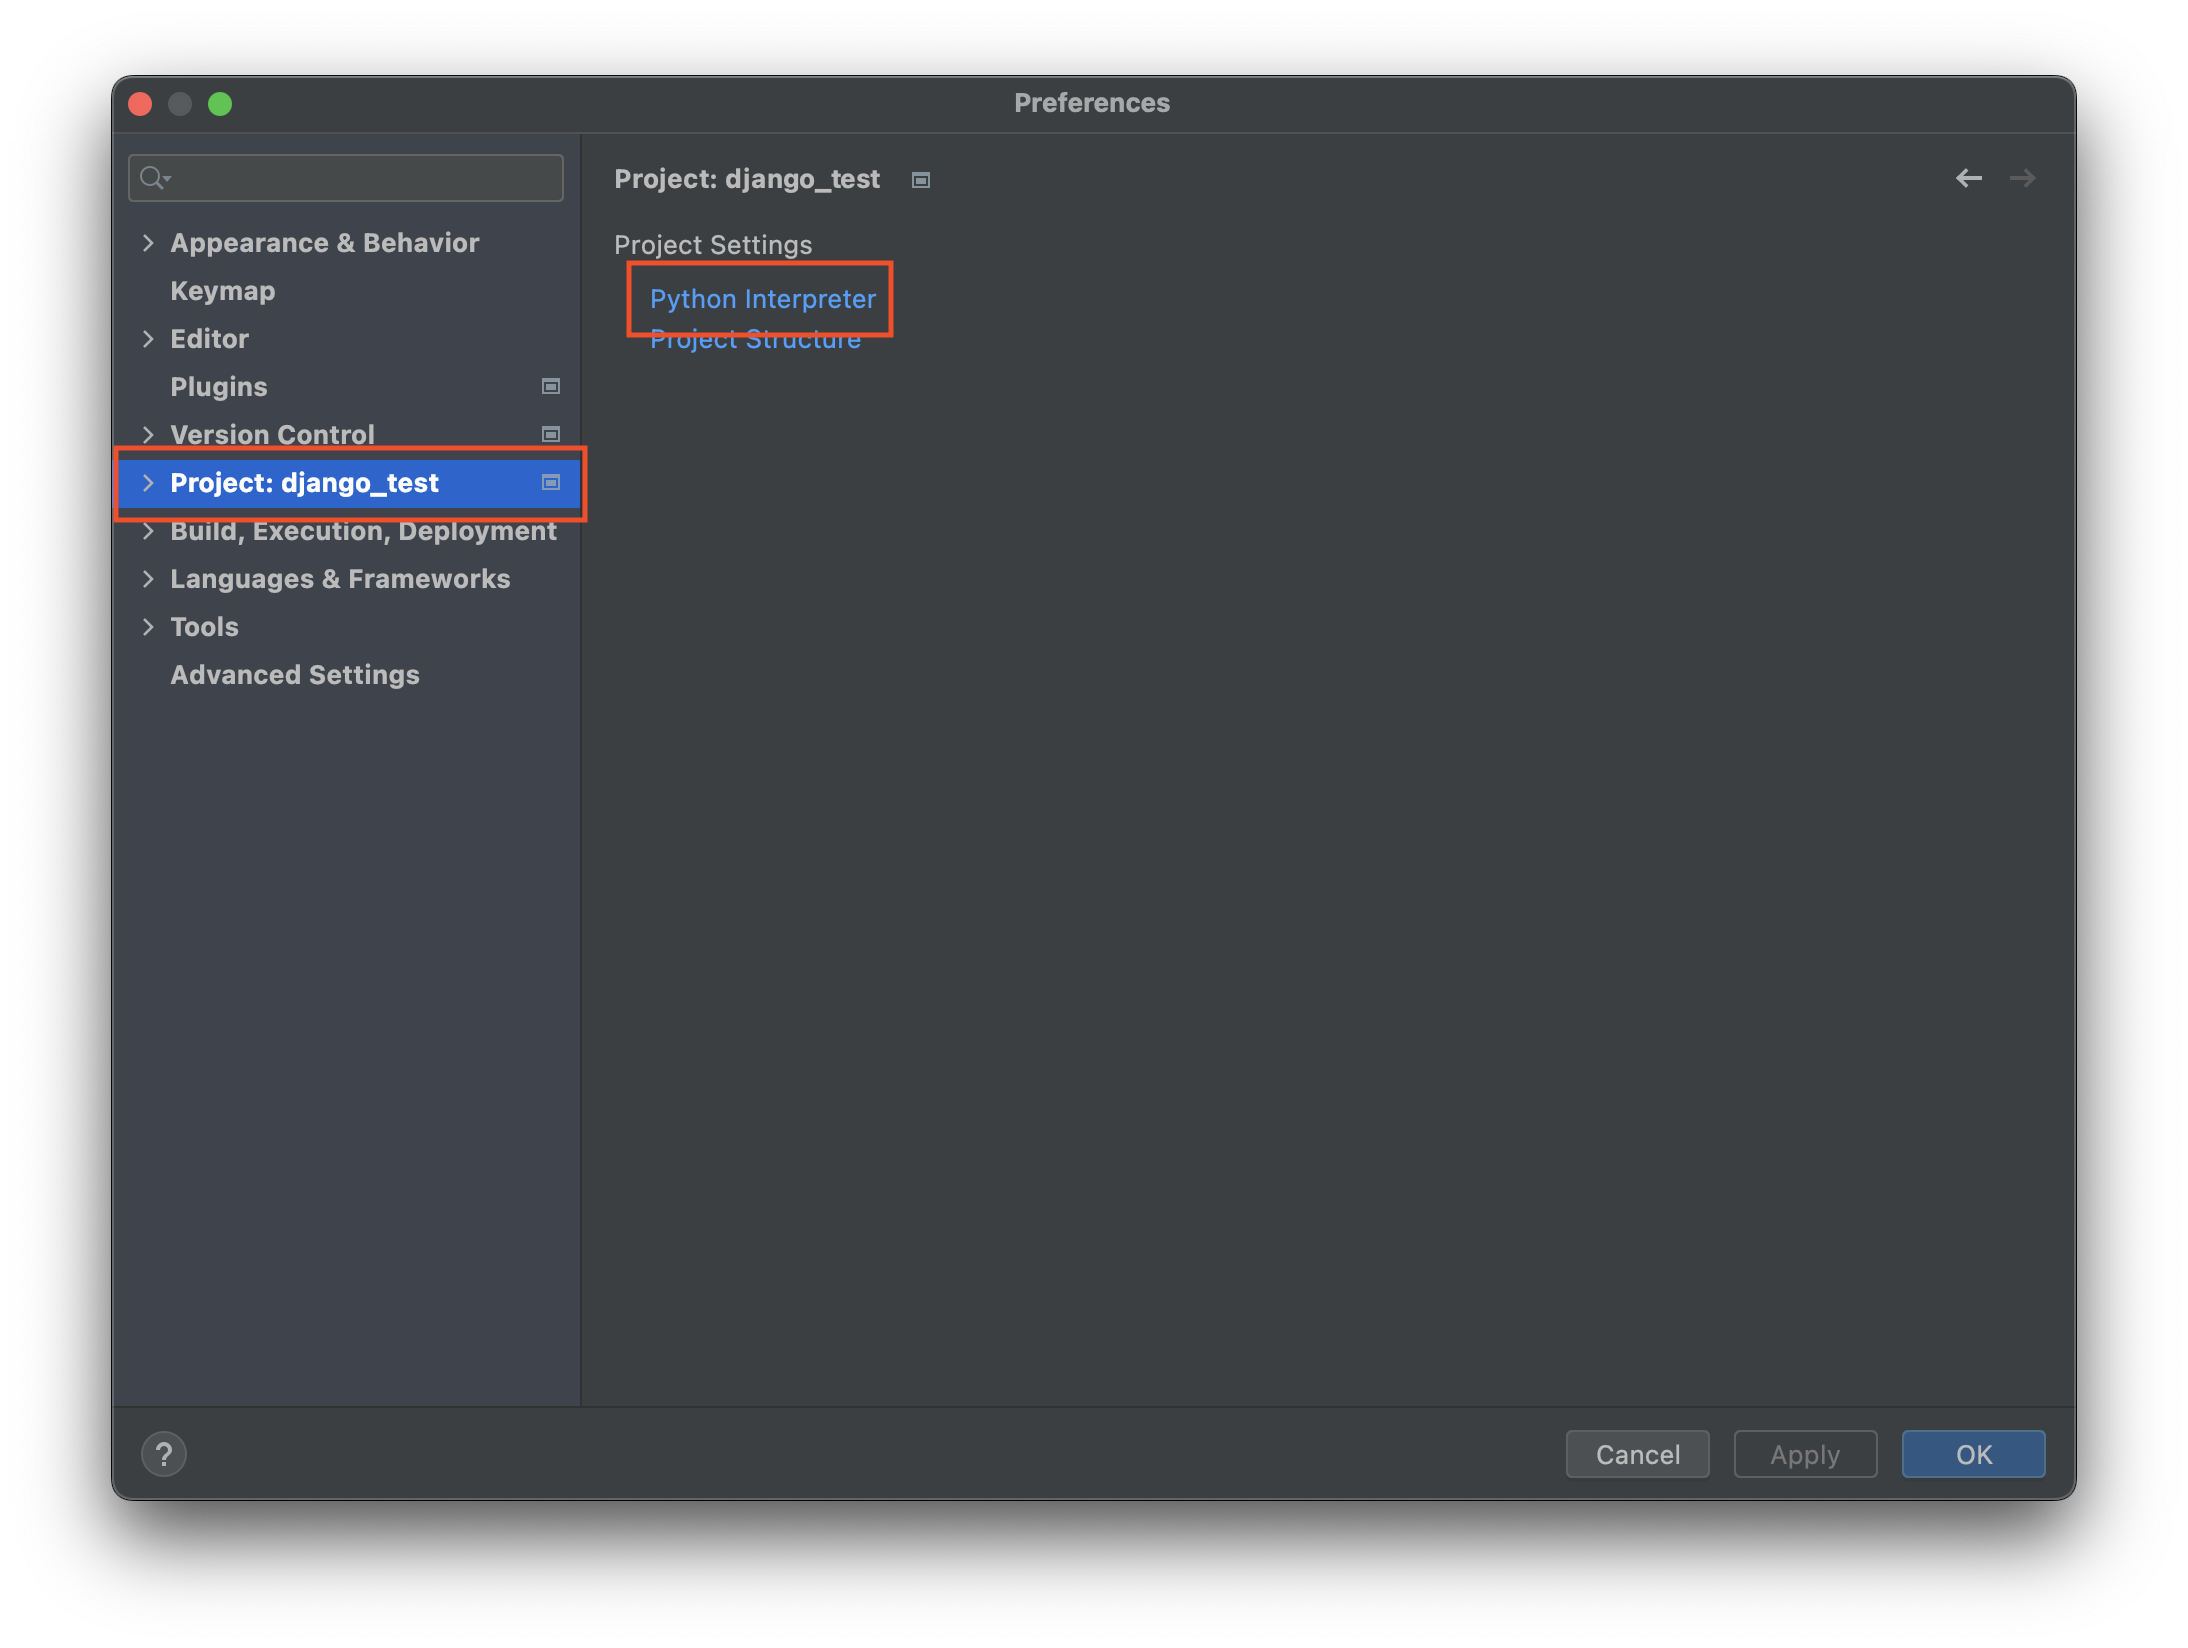 Preferences
Appearance & Behavior
Keymap
Editor
Plugins
Version Control
Project: django_test
Build, Execution, Deployment
Languages & Frameworks
Tools
Advanced Settings
Project: django_test
Project Settings
Python Interpreter
Project Structure
?
Cancel
Apply
OK